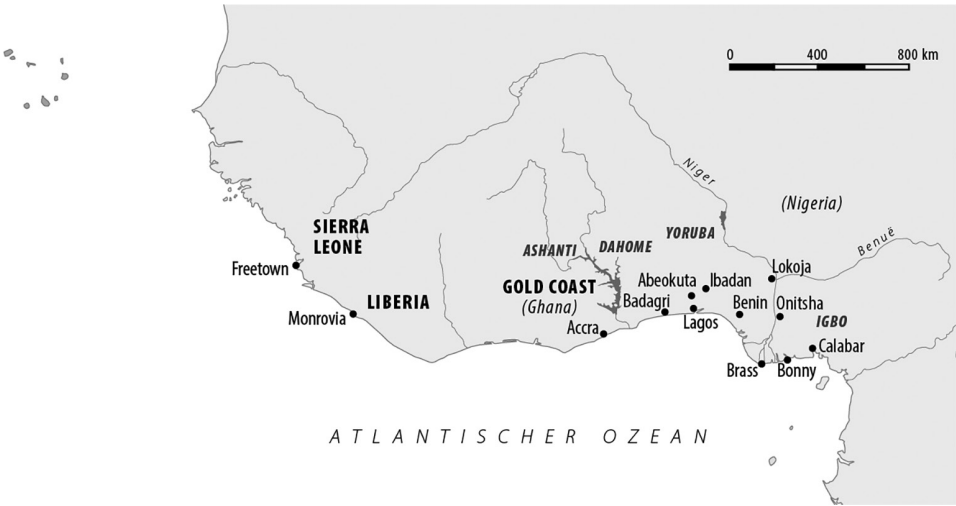 0 400 800 km
Niger
(Nigeria)
Benuë
SIERRA
LEONE
YORUBA
ASHANTI
DAHOME
Freetown
Lokoja
GOLD COAST
(Ghana)
Abeokuta
Ibadan
LIBERIA
Badagri
Benin
Onitsha
Monrovia
Lagos
IGBO
Accra
Calabar
Brass
Bonny
ATLANTISCHER OZEAN